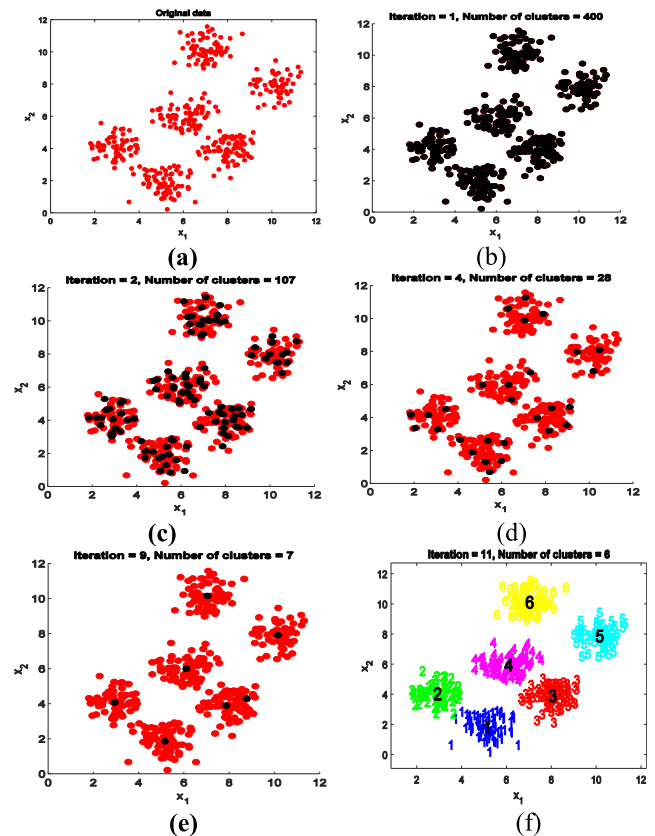 Original data
12
10
8
6
4
2
0
0 2 4 6 8 10 12
x₂
x₁
(a)
Iteration = 1, Number of clusters = 400
12
10
8
6
4
2
0
0 2 4 6 8 10 12
x₂
x₁
(b)
Iteration = 2, Number of clusters = 107
12
10
8
6
4
2
0
0 2 4 6 8 10 12
x₂
x₁
(c)
Iteration = 4, Number of clusters = 28
12
10
8
6
4
2
0
0 2 4 6 8 10 12
x₂
x₁
(d)
Iteration = 9, Number of clusters = 7
12
10
8
6
4
2
0
0 2 4 6 8 10 12
x₂
x₁
(e)
Iteration = 11, Number of clusters = 6
12
10
8
6
4
2
0
2 4 6 8 10 12
x₂
x₁
6
5
4
2
3
1
(f)